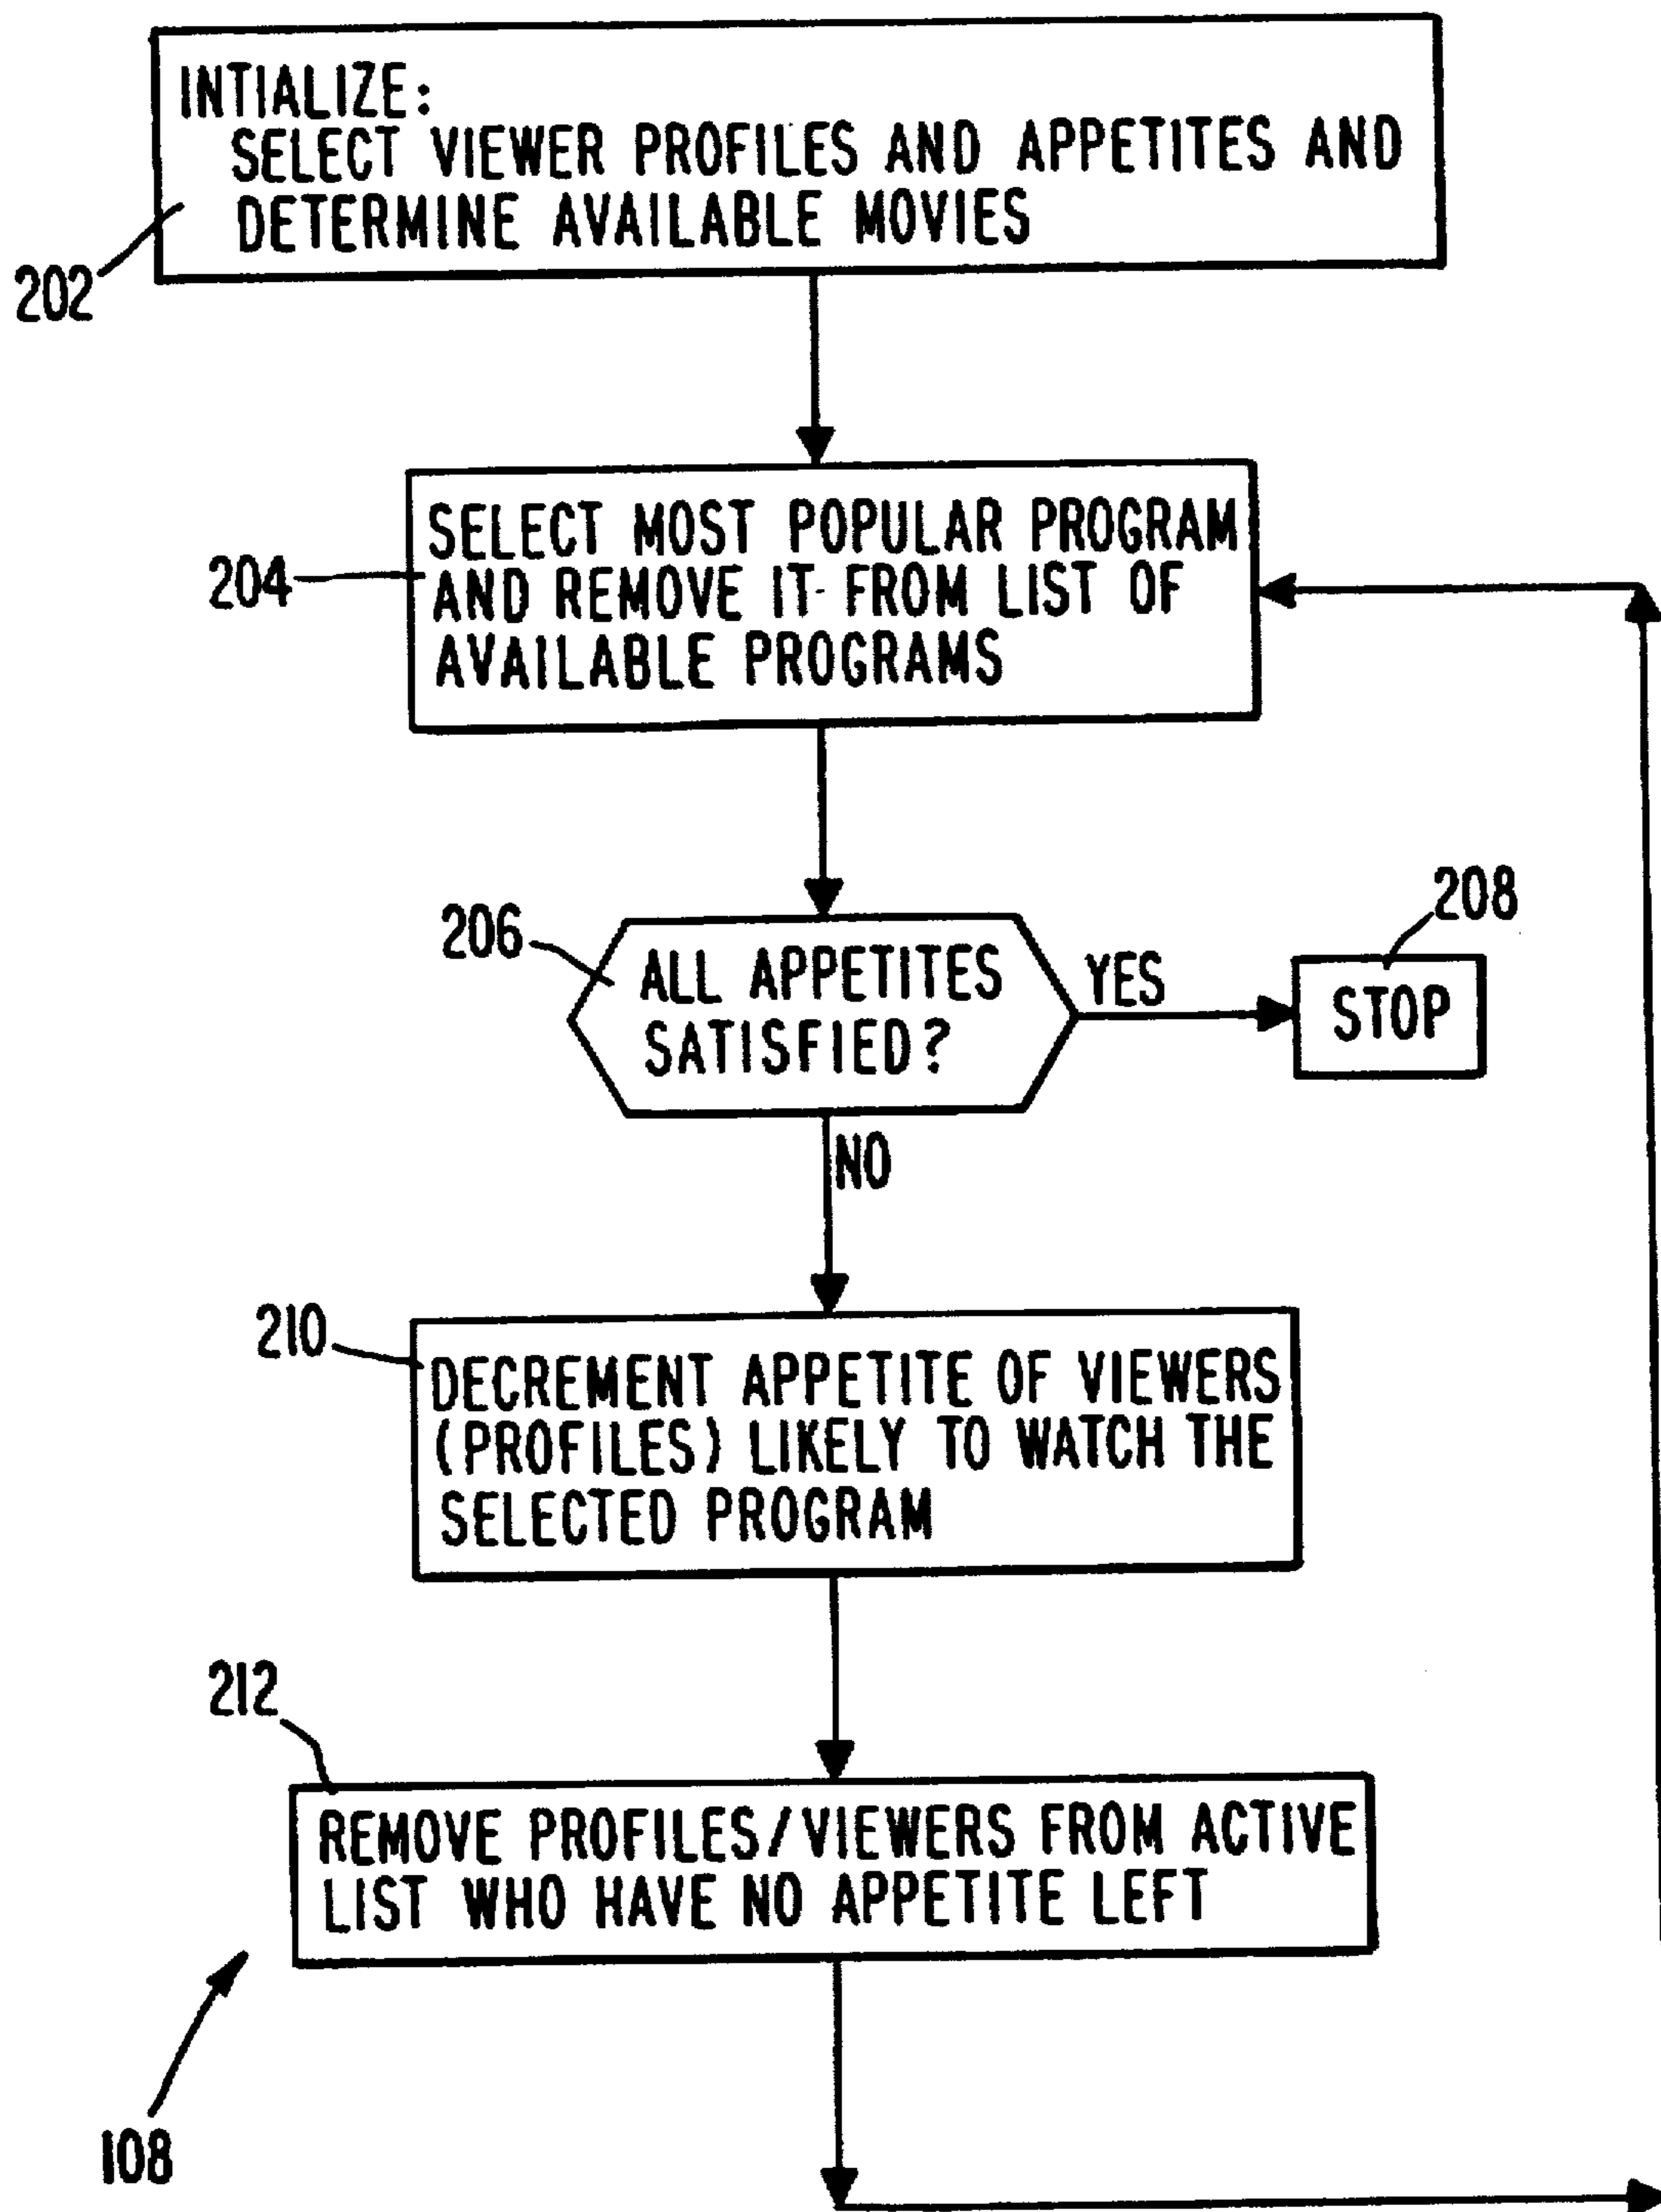 INTIALIZE:
SELECT VIEWER PROFILES AND APPETITES AND
DETERMINE AVAILABLE MOVIES
202
SELECT MOST POPULAR PROGRAM
AND REMOVE IT FROM LIST OF
AVAILABLE PROGRAMS
204
206
ALL APPETITES
SATISFIED?
YES
208
STOP
NO
210
DECREMENT APPETITE OF VIEWERS
(PROFILES) LIKELY TO WATCH THE
SELECTED PROGRAM
212
REMOVE PROFILES/VIEWERS FROM ACTIVE
LIST WHO HAVE NO APPETITE LEFT
108